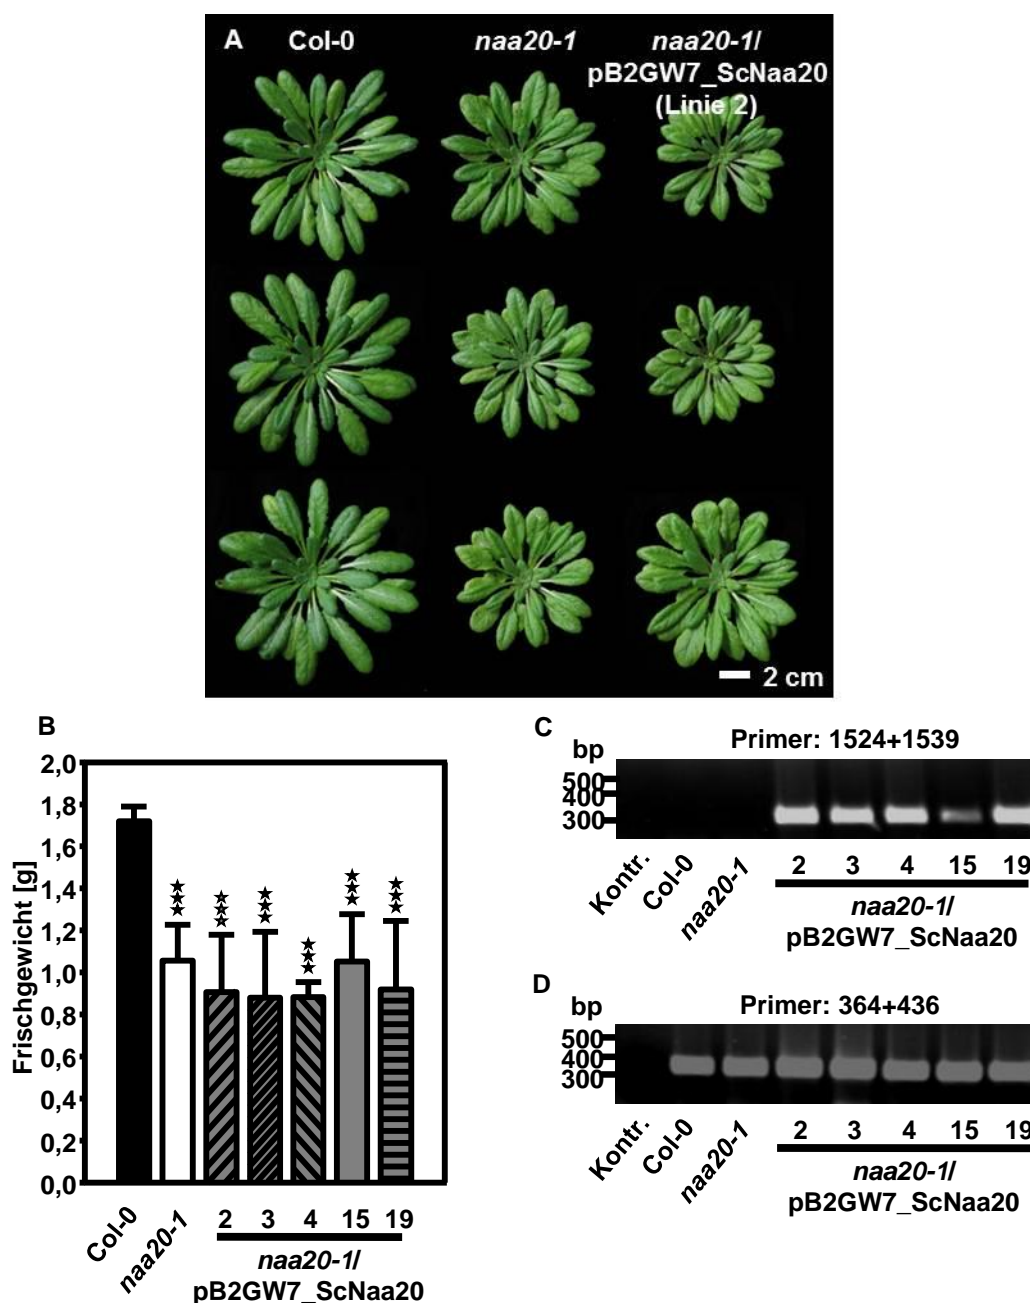 A
Col-0
naa20-1
naa20-1/
pB2GW7_ScNaa20
(Linie 2)
2 cm
B
Frischgewicht [g]
2,0
1,8
1,6
1,4
1,2
1,0
0,8
0,6
0,4
0,2
0,0
Col-0
naa20-1
2 3 4 15 19
naa20-1/
pB2GW7_ScNaa20
C
bp
Primer: 1524+1539
500
400
300
Kontr.
Col-0
naa20-1
2 3 4 15 19
naa20-1/
pB2GW7_ScNaa20
D
bp
Primer: 364+436
500
400
300
Kontr.
Col-0
naa20-1
2 3 4 15 19
naa20-1/
pB2GW7_ScNaa20